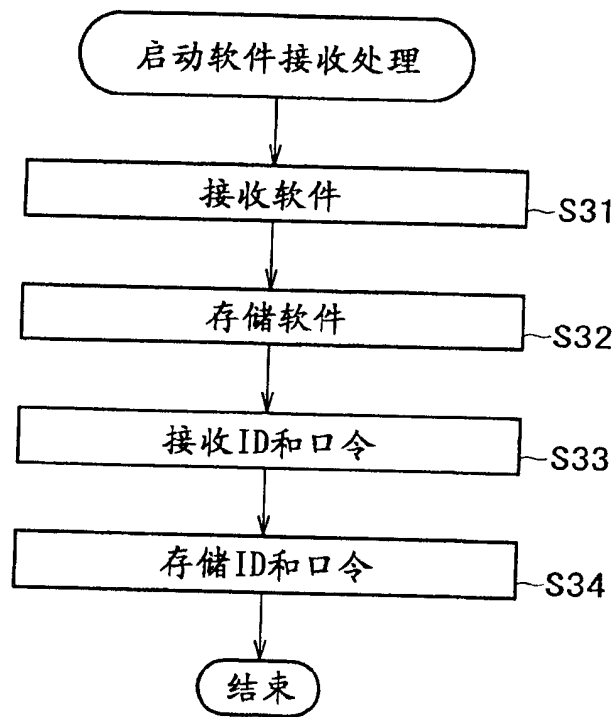 启动软件接收处理
接收软件
S31
存储软件
S32
接收ID和口令
S33
存储ID和口令
S34
结束